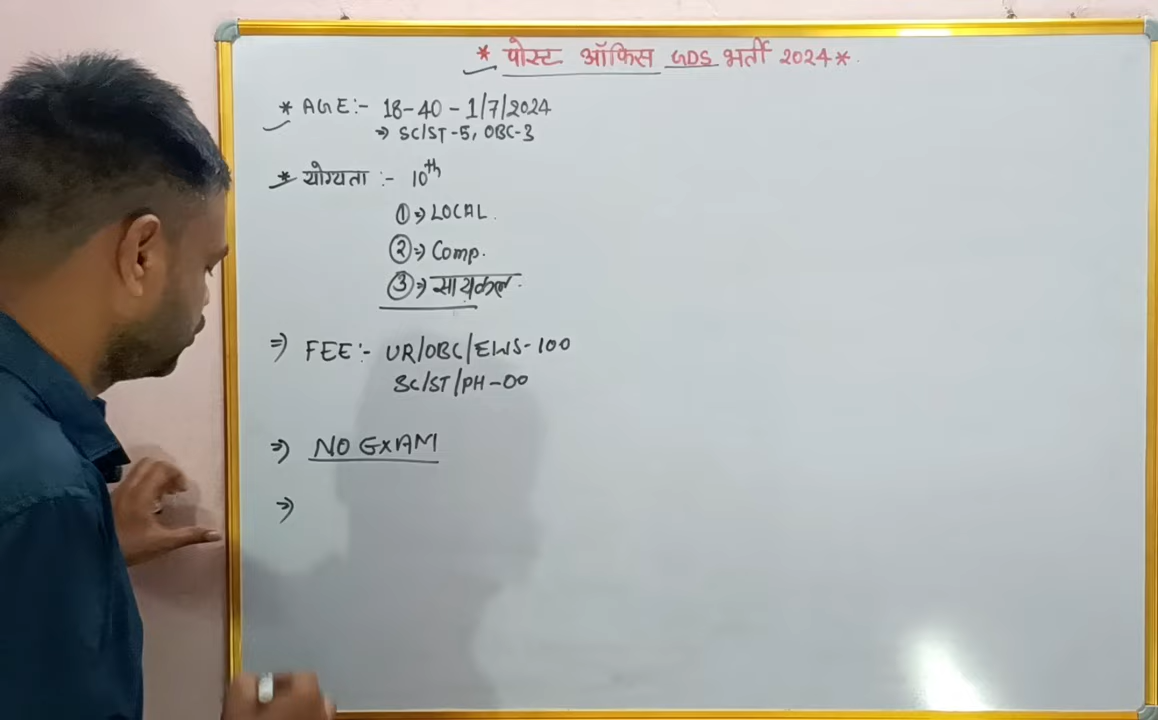 * पोस्ट ऑफिस GDS भर्ती 2024 *
* AGE:- 18-40 - 1/7/2024
→ SC/ST-5, OBC-3
* योग्यता :- 10th
① ⇒ LOCAL.
② ⇒ Comp.
③ ⇒ सायकल.
⇒ FEE:- UR/OBC/EWS-100
SC/ST/PH-00
⇒ NO EXAM
⇒